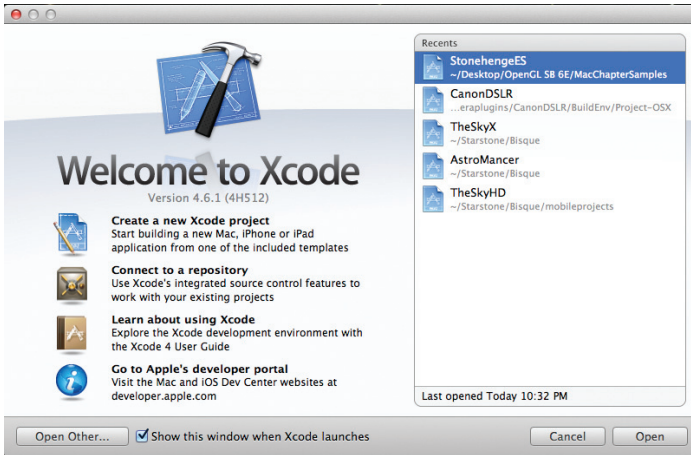 Welcome to Xcode
Version 4.6.1 (4H512)
Create a new Xcode project
Start building a new Mac, iPhone or iPad
application from one of the included templates
Connect to a repository
Use Xcode's integrated source control features to
work with your existing projects
Learn about using Xcode
Explore the Xcode development environment with
the Xcode 4 User Guide
Go to Apple's developer portal
Visit the Mac and iOS Dev Center websites at
developer.apple.com
Recents
StonehengeES
~/Desktop/OpenGL SB 6E/MacChapterSamples
CanonDSLR
...eraplugins/CanonDSLR/BuildEnv/Project-OSX
TheSkyX
~/Starstone/Bisque
AstroMancer
~/Starstone/Bisque
TheSkyHD
~/Starstone/Bisque/mobileprojects
Last opened Today 10:32 PM
Open Other...
Show this window when Xcode launches
Cancel
Open